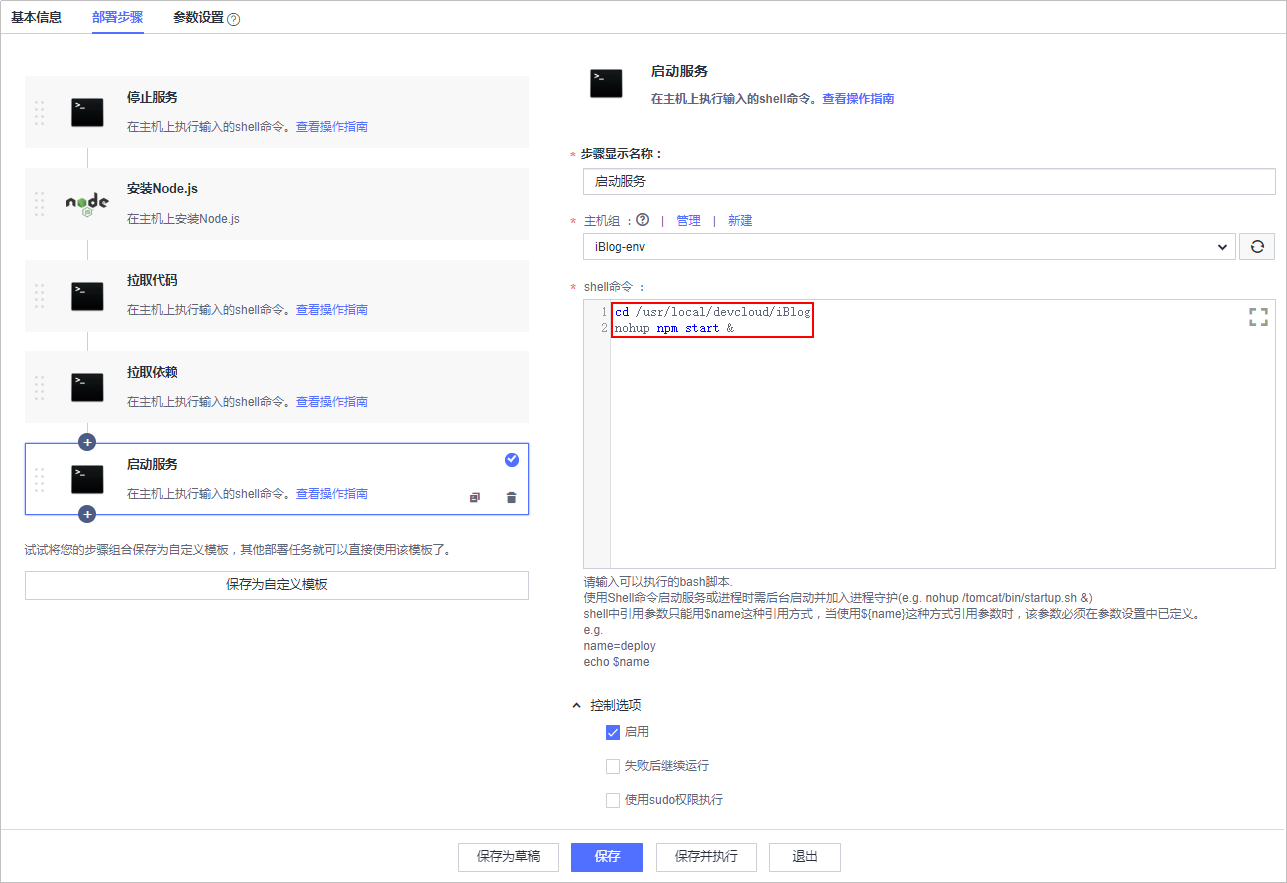 基本信息 部署步骤 参数设置 ?
停止服务
在主机上执行输入的shell命令。查看操作指南
node
JS
安装Node.js
在主机上安装Node.js
拉取代码
在主机上执行输入的shell命令。查看操作指南
拉取依赖
在主机上执行输入的shell命令。查看操作指南
启动服务
在主机上执行输入的shell命令。查看操作指南
试试将您的步骤组合保存为自定义模板，其他部署任务就可以直接使用该模板了。
保存为自定义模板
启动服务
在主机上执行输入的shell命令。查看操作指南
* 步骤显示名称：
启动服务
* 主机组 ：? | 管理 | 新建
iBlog-env
* shell命令 ：
1 cd /usr/local/devcloud/iBlog
2 nohup npm start &
请输入可以执行的bash脚本.
使用Shell命令启动服务或进程时需后台启动并加入进程守护(e.g. nohup /tomcat/bin/startup.sh &)
shell中引用参数只能用$name这种引用方式，当使用${name}这种方式引用参数时，该参数必须在参数设置中已定义。
e.g.
name=deploy
echo $name
控制选项
启用
失败后继续运行
使用sudo权限执行
保存为草稿 保存 保存并执行 退出